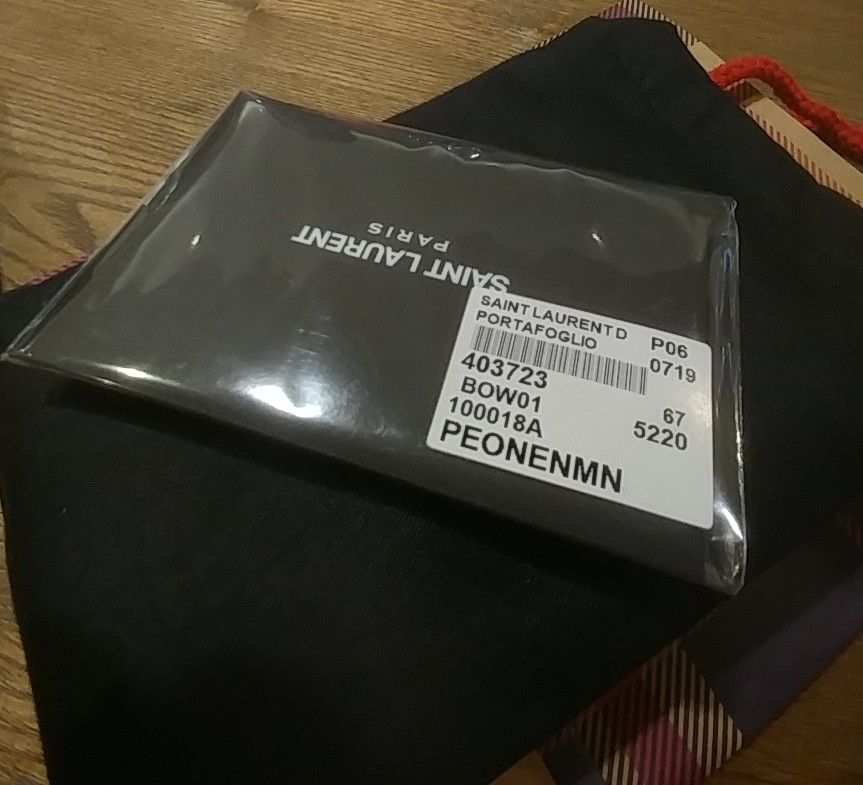 SAINT LAURENT
PARIS
SAINT LAURENT D P06
PORTAFOGLIO 0719
403723
BOW01 67
100018A 5220
PEONENMN